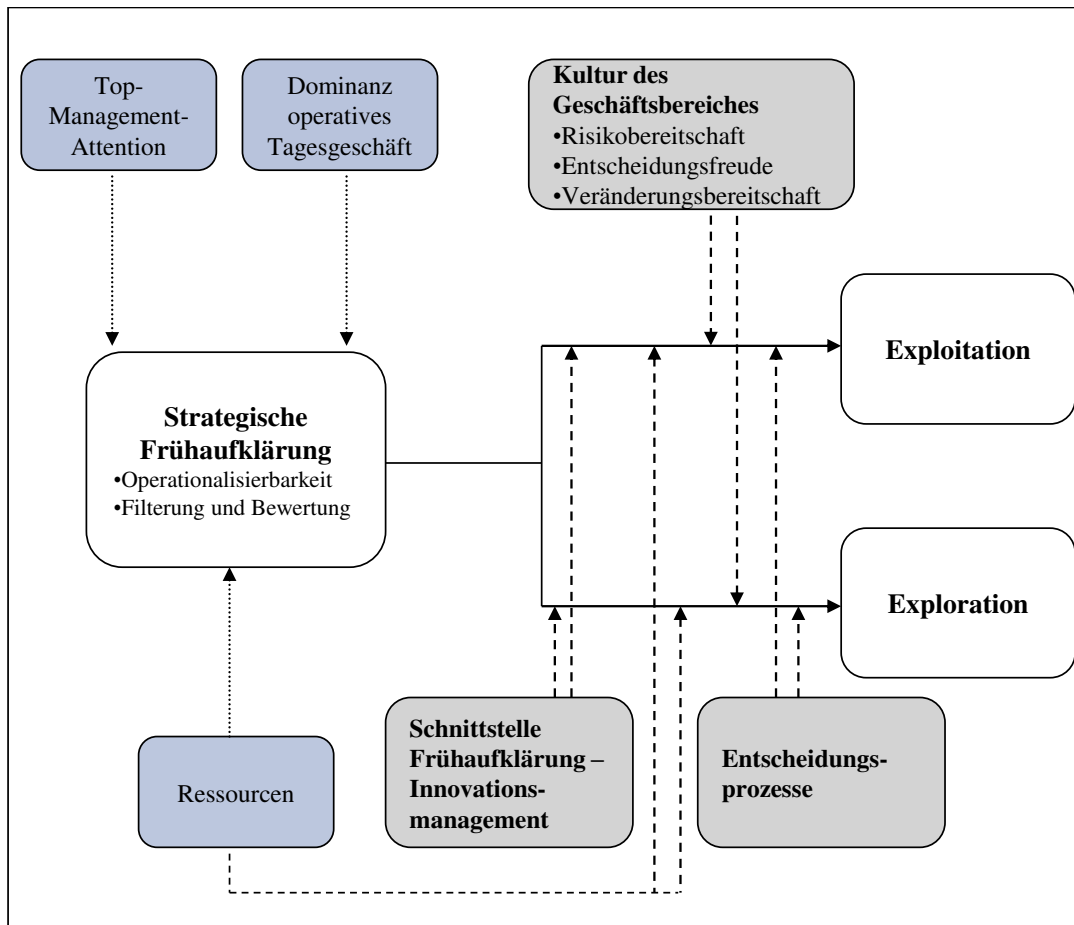 Top-
Management-
Attention
Dominanz
operatives
Tagesgeschäft
Kultur des
Geschäftsbereiches
•Risikobereitschaft
•Entscheidungsfreude
•Veränderungsbereitschaft
Exploitation
Strategische
Frühaufklärung
•Operationalisierbarkeit
•Filterung und Bewertung
Exploration
Ressourcen
Schnittstelle
Frühaufklärung –
Innovations-
management
Entscheidungs-
prozesse